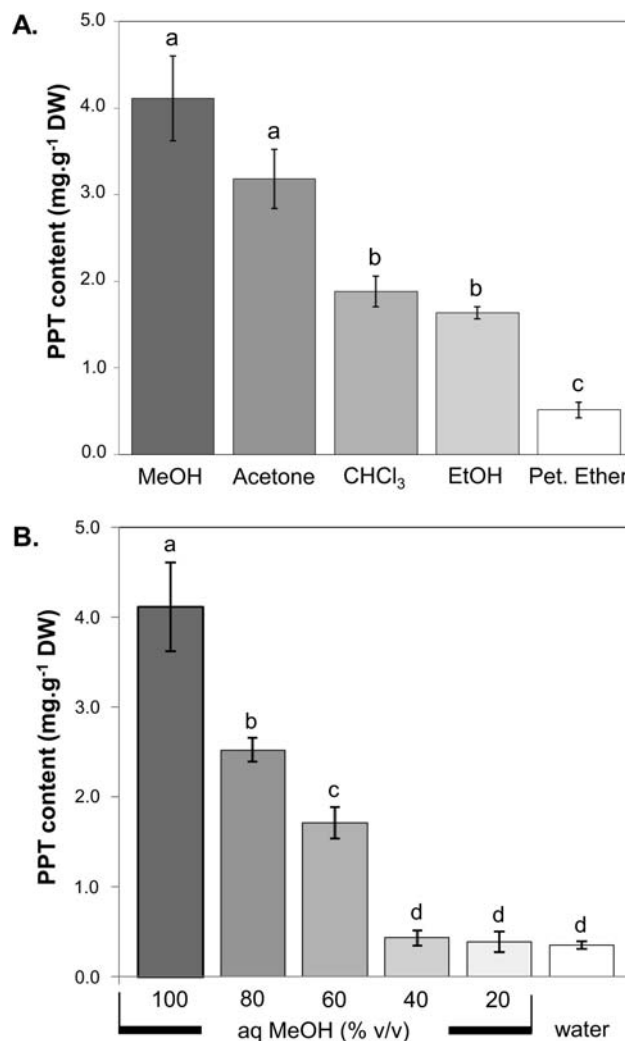 A.
PPT content (mg.g⁻¹ DW)
5.0
4.0
3.0
2.0
1.0
0.0
a
a
b
b
c
MeOH Acetone CHCl₃ EtOH Pet. Ether
B.
PPT content (mg.g⁻¹ DW)
5.0
4.0
3.0
2.0
1.0
0.0
a
b
c
d
d
d
100 80 60 40 20
aq MeOH (% v/v) water